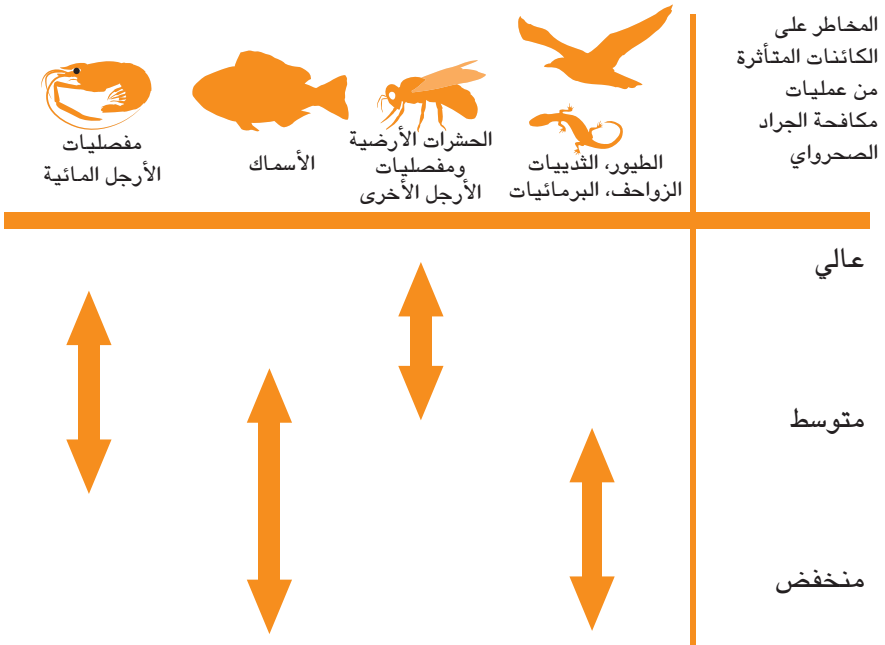 المخاطر على
الكائنات المتأثرة
من عمليات
مكافحة الجراد
الصحرواي
الطيور، الثدييات
الزواحف، البرمائيات
الحشرات الأرضية
ومفصليات
الأرجل الأخرى
الأسماك
مفصليات
الأرجل المائية
عالي
متوسط
منخفض